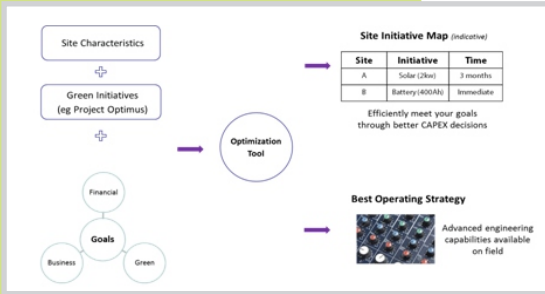 Site Characteristics
Green Initiatives
(eg Project Optimus)
Financial
Goals
Business
Green
Optimization
Tool
Site Initiative Map (indicative)
Site Initiative Time
A Solar (2kw) 3 months
B Battery (400Ah) Immediate
Efficiently meet your goals
through better CAPEX decisions
Best Operating Strategy
Advanced engineering
capabilities available
on field